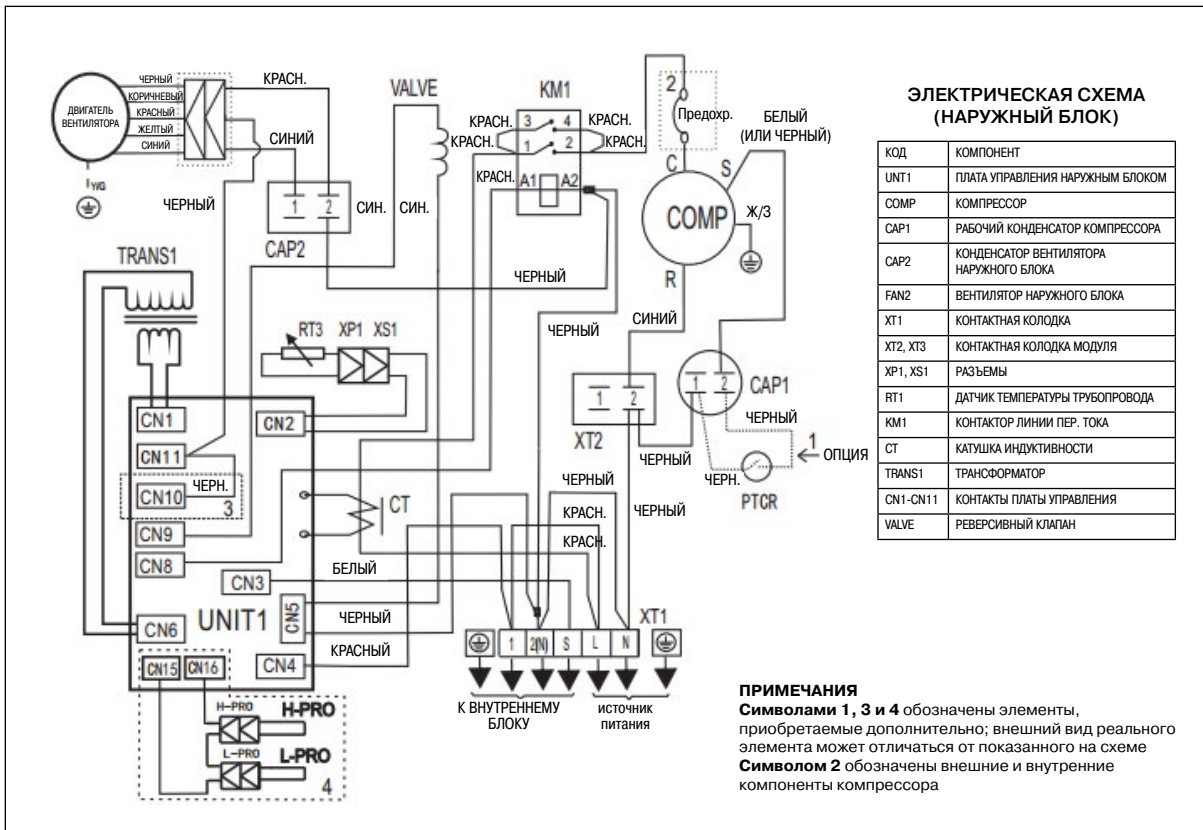 ЧЕРНЫЙ
КОРИЧНЕВЫЙ
КРАСНЫЙ
ЖЕЛТЫЙ
СИНИЙ
ДВИГАТЕЛЬ
ВЕНТИЛЯТОРА
КРАСН.
СИНИЙ
ЧЕРНЫЙ
1 2
CAP2
СИН.
СИН.
VALVE
KM1
КРАСН.
КРАСН.
3 4
1 2
КРАСН.
КРАСН.
КРАСН.
A1 A2
2
Предохр.
БЕЛЫЙ
(ИЛИ ЧЕРНЫЙ)
C
S
COMP
Ж/З
R
ЧЕРНЫЙ
ЧЕРНЫЙ
СИНИЙ
TRANS1
RT3 XP1 XS1
1 2
XT2
1 2
CAP1
ЧЕРНЫЙ
1
ОПЦИЯ
ЧЕРНЫЙ
ЧЕРН.
PTCR
CN1
CN2
CN11
ЧЕРН.
CN10
3
CN9
CN8
CN3
CN5
UNIT1
CN6
CN4
CN15
CN16
CT
ЧЕРНЫЙ
КРАСН.
КРАСН.
ЧЕРНЫЙ
БЕЛЫЙ
ЧЕРНЫЙ
КРАСНЫЙ
XT1
1 2(N) S L N
К ВНУТРЕННЕМУ
БЛОКУ
источник
питания
H-PRO
H-PRO
L-PRO
L-PRO
4
ЭЛЕКТРИЧЕСКАЯ СХЕМА
(НАРУЖНЫЙ БЛОК)
КОД КОМПОНЕНТ
UNT1 ПЛАТА УПРАВЛЕНИЯ НАРУЖНЫМ БЛОКОМ
COMP КОМПРЕССОР
CAP1 РАБОЧИЙ КОНДЕНСАТОР КОМПРЕССОРА
CAP2 КОНДЕНСАТОР ВЕНТИЛЯТОРА
НАРУЖНОГО БЛОКА
FAN2 ВЕНТИЛЯТОР НАРУЖНОГО БЛОКА
XT1 КОНТАКТНАЯ КОЛОДКА
XT2, XT3 КОНТАКТНАЯ КОЛОДКА МОДУЛЯ
XP1, XS1 РАЗЪЕМЫ
RT1 ДАТЧИК ТЕМПЕРАТУРЫ ТРУБОПРОВОДА
KM1 КОНТАКТОР ЛИНИИ ПЕР. ТОКА
CT КАТУШКА ИНДУКТИВНОСТИ
TRANS1 ТРАНСФОРМАТОР
CN1-CN11 КОНТАКТЫ ПЛАТЫ УПРАВЛЕНИЯ
VALVE РЕВЕРСИВНЫЙ КЛАПАН
ПРИМЕЧАНИЯ
Символами 1, 3 и 4 обозначены элементы,
приобретаемые дополнительно; внешний вид реального
элемента может отличаться от показанного на схеме
Символом 2 обозначены внешние и внутренние
компоненты компрессора